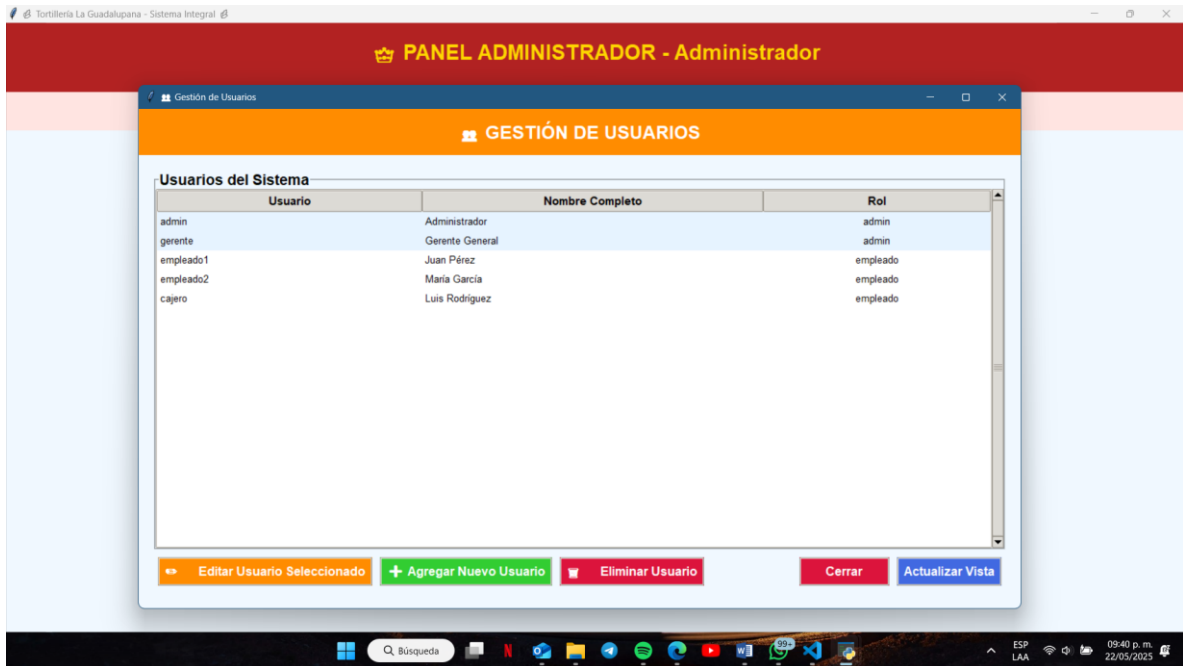 Tortillería La Guadalupana - Sistema Integral
PANEL ADMINISTRADOR - Administrador
Gestión de Usuarios
GESTIÓN DE USUARIOS
Usuarios del Sistema
Usuario Nombre Completo Rol
admin Administrador admin
gerente Gerente General admin
empleado1 Juan Pérez empleado
empleado2 María García empleado
cajero Luis Rodríguez empleado
Editar Usuario Seleccionado Agregar Nuevo Usuario Eliminar Usuario Cerrar Actualizar Vista
Búsqueda 99+ ESP 09:40 p. m.
LAA 22/05/2025